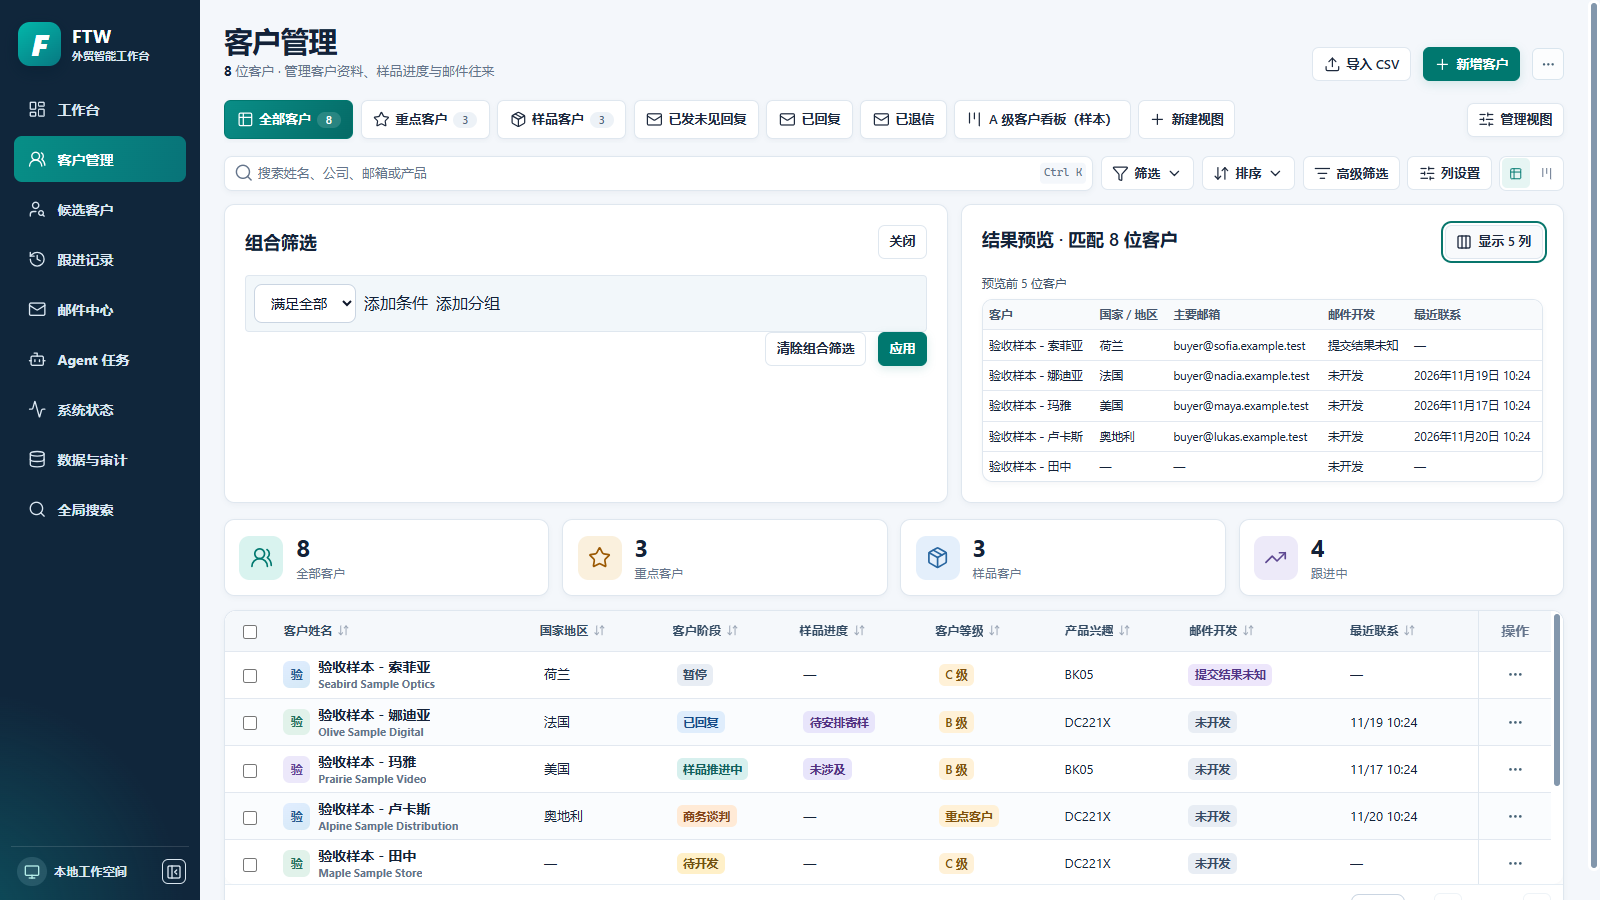 FTW
外贸智能工作台
工作台
客户管理
候选客户
跟进记录
邮件中心
Agent 任务
系统状态
数据与审计
全局搜索
本地工作空间
客户管理
8 位客户 · 管理客户资料、样品进度与邮件往来
导入 CSV
新增客户
全部客户 8
重点客户 3
样品客户 3
已发未见回复
已回复
已退信
A 级客户看板（样本）
新建视图
管理视图
搜索姓名、公司、邮箱或产品
Ctrl K
筛选
排序
高级筛选
列设置
组合筛选
关闭
满足全部
添加条件 添加分组
清除组合筛选
应用
结果预览 · 匹配 8 位客户
显示 5 列
预览前 5 位客户
客户 国家 / 地区 主要邮箱 邮件开发 最近联系
验收样本 - 索菲亚 荷兰 buyer@sofia.example.test 提交结果未知 —
验收样本 - 娜迪亚 法国 buyer@nadia.example.test 未开发 2026年11月19日 10:24
验收样本 - 玛雅 美国 buyer@maya.example.test 未开发 2026年11月17日 10:24
验收样本 - 卢卡斯 奥地利 buyer@lukas.example.test 未开发 2026年11月20日 10:24
验收样本 - 田中 — — 未开发 —
8
全部客户
3
重点客户
3
样品客户
4
跟进中
客户姓名 国家地区 客户阶段 样品进度 客户等级 产品兴趣 邮件开发 最近联系 操作
验 验收样本 - 索菲亚 荷兰 暂停 — C 级 BK05 提交结果未知 —
Seabird Sample Optics
验 验收样本 - 娜迪亚 法国 已回复 待安排寄样 B 级 DC221X 未开发 11/19 10:24
Olive Sample Digital
验 验收样本 - 玛雅 美国 样品推进中 未涉及 B 级 BK05 未开发 11/17 10:24
Prairie Sample Video
验 验收样本 - 卢卡斯 奥地利 商务谈判 — 重点客户 DC221X 未开发 11/20 10:24
Alpine Sample Distribution
验 验收样本 - 田中 — 待开发 — C 级 DC221X 未开发 —
Maple Sample Store